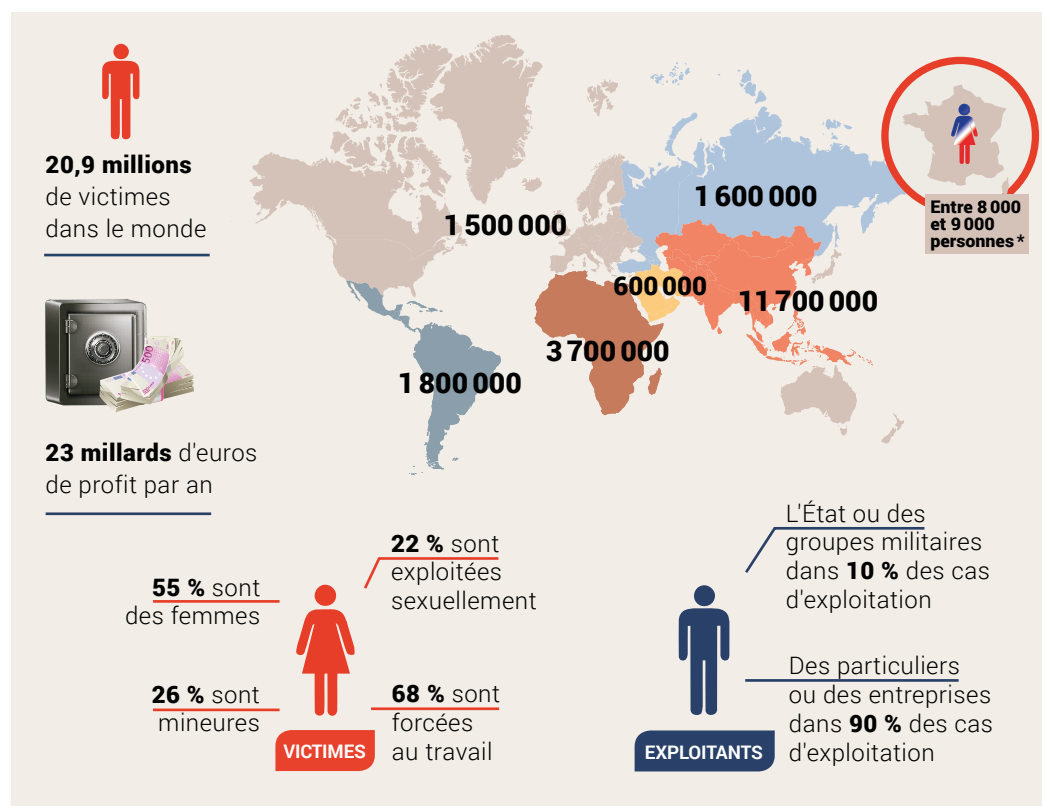 20,9 millions
de victimes
dans le monde
1 500 000
1 600 000
600 000
11 700 000
3 700 000
1 800 000
Entre 8 000
et 9 000
personnes *
500
23 millards d'euros
de profit par an
55 % sont
des femmes
22 % sont
exploitées
sexuellement
26 % sont
mineures
68 % sont
forcées
au travail
VICTIMES
L'État ou des
groupes militaires
dans 10 % des cas
d'exploitation
Des particuliers
ou des entreprises
dans 90 % des cas
d'exploitation
EXPLOITANTS